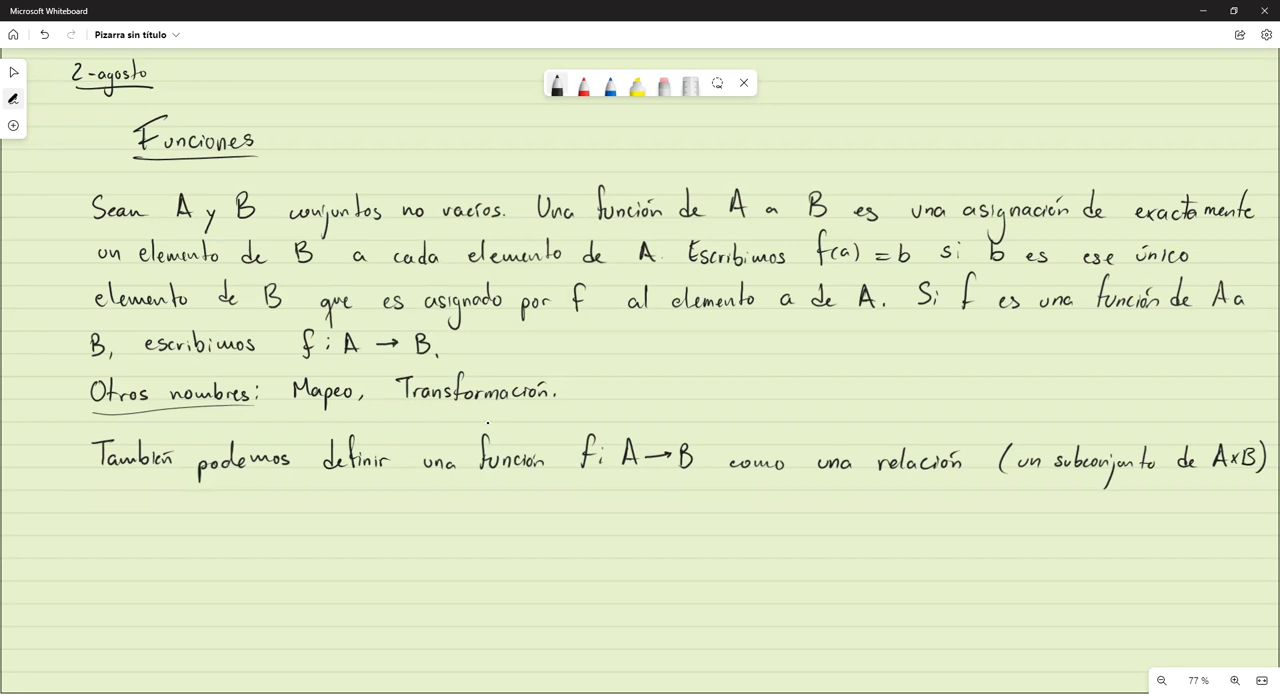 Microsoft Whiteboard
Pizarra sin título
2-agosto
Funciones
Sean A y B conjuntos no vacíos. Una función de A a B es una asignación de exactamente
un elemento de B a cada elemento de A. Escribimos f(a) = b si b es ese único
elemento de B que es asignado por f al elemento a de A. Si f es una función de A a
B, escribimos f: A → B.
Otros nombres: Mapeo, Transformación.
También podemos definir una función f: A → B como una relación (un subconjunto de A×B)
77 %